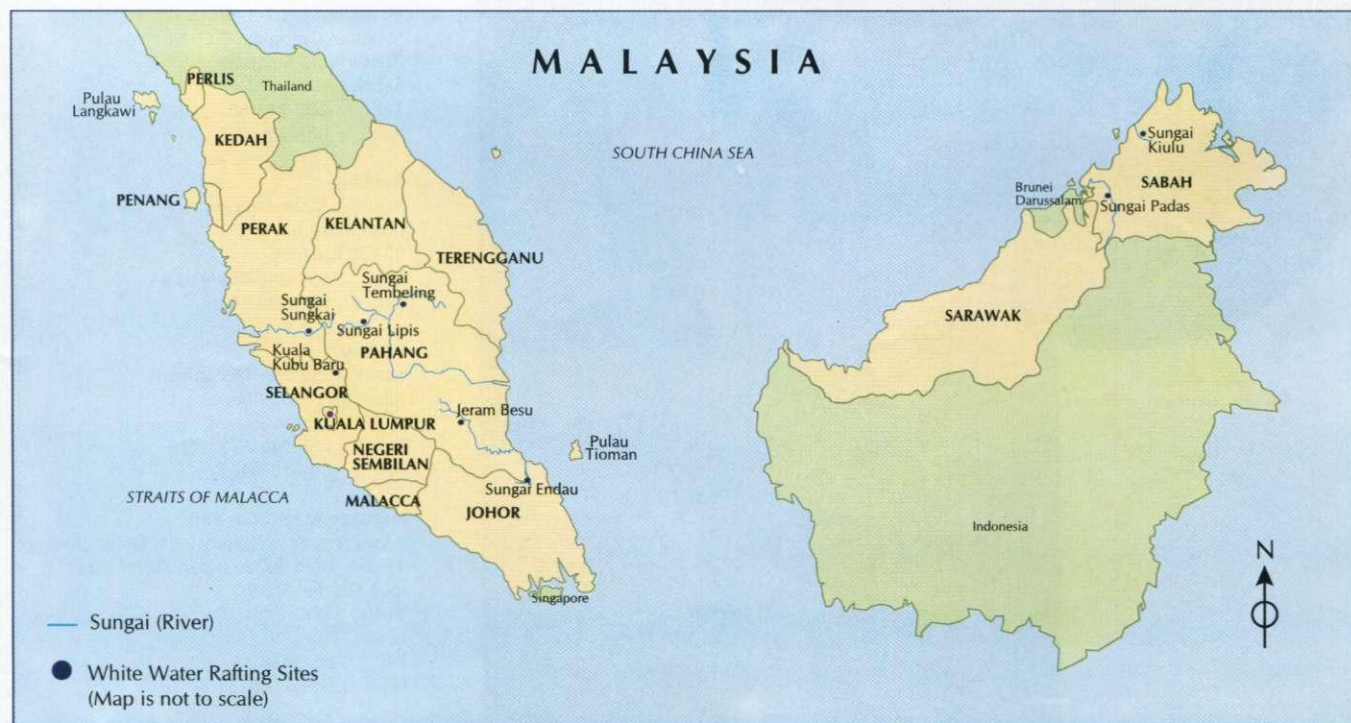 MALAYSIA
PERLIS
Thailand
Pulau
Langkawi
KEDAH
SOUTH CHINA SEA
PENANG
PERAK
KELANTAN
TERENGGANU
Sungai
Tembeling
Sungai
Sungkai
Sungai Lipis
Kuala
Kubu Baru
PAHANG
SELANGOR
Jeram Besu
KUALA LUMPUR
NEGERI
SEMBILAN
Pulau
Tioman
STRAITS OF MALACCA
MALACCA
Sungai Endau
JOHOR
Singapore
Sungai
Kiulu
SABAH
Brunei
Darussalam
Sungai Padas
SARAWAK
Indonesia
N
Sungai (River)
White Water Rafting Sites
(Map is not to scale)